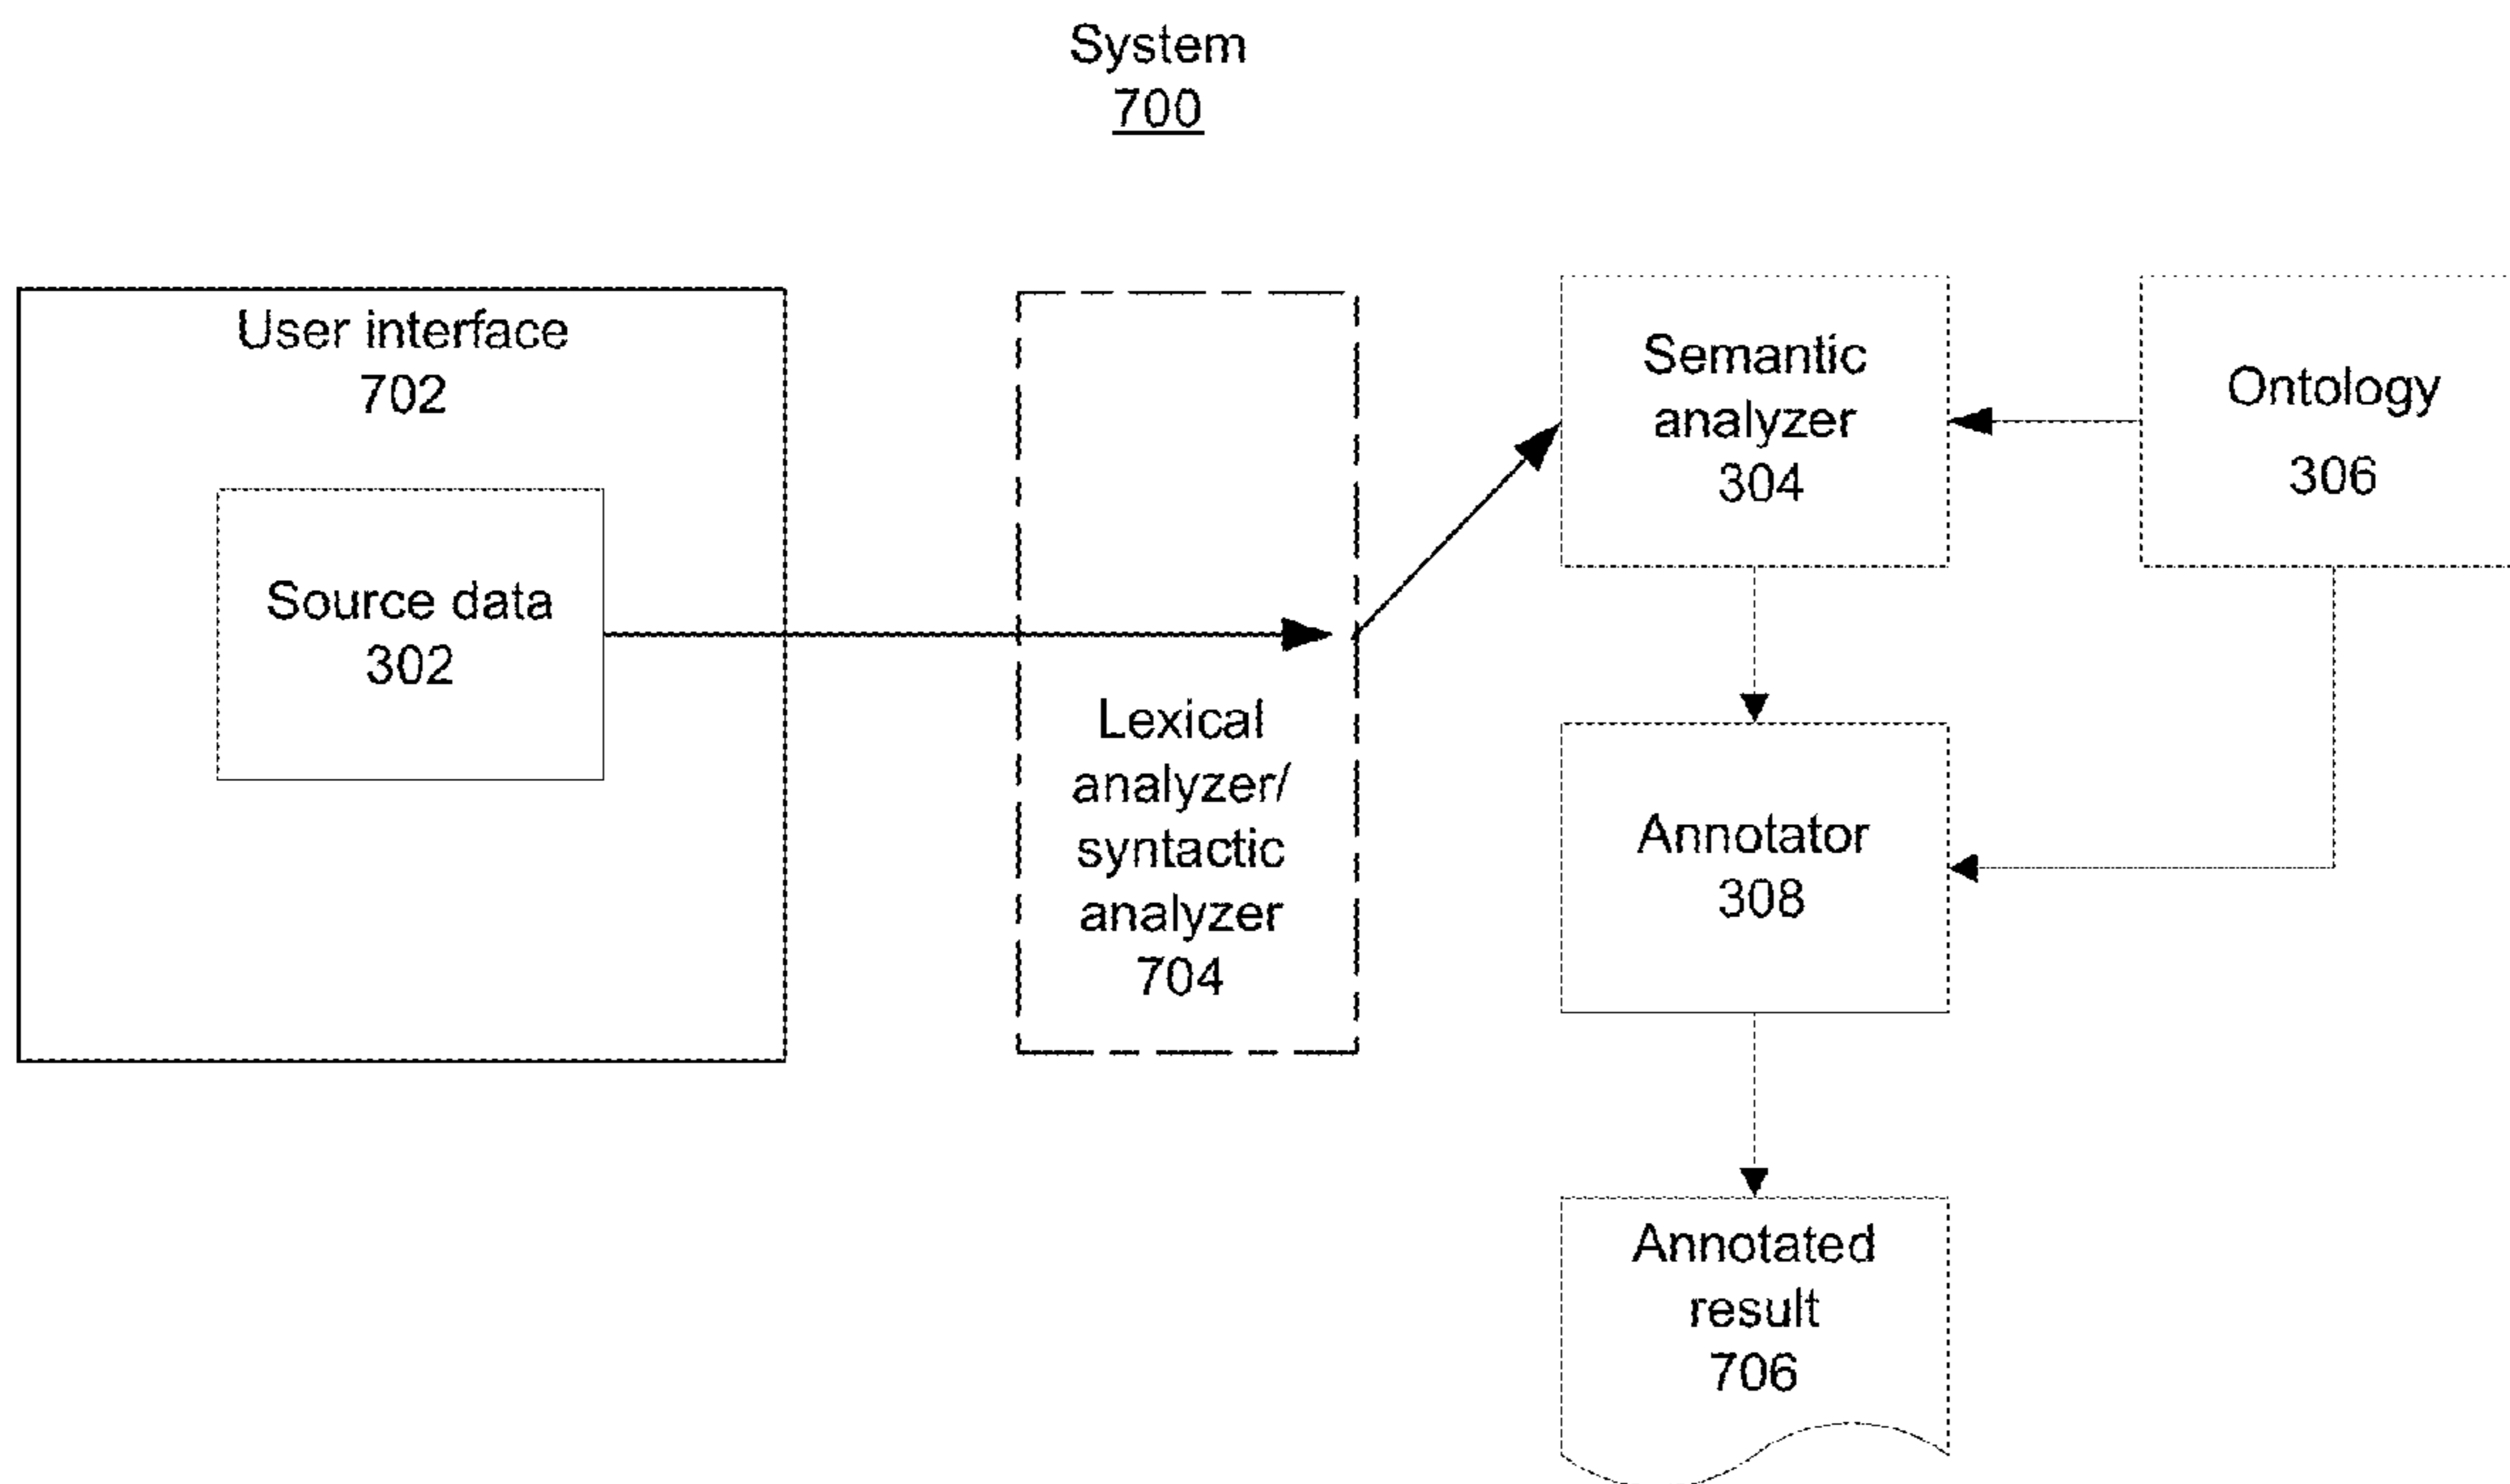 System
700
User interface
702
Source data
302
Lexical
analyzer/
syntactic
analyzer
704
Semantic
analyzer
304
Ontology
306
Annotator
308
Annotated
result
706